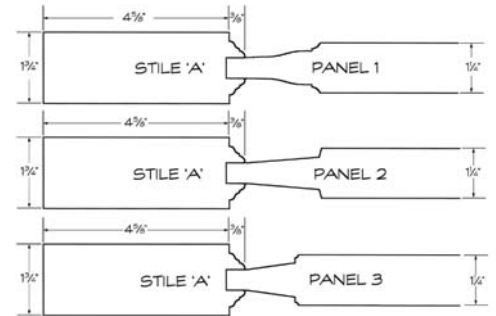 4⅝" ⅜"
1¾" STILE 'A' PANEL 1 1¼"
4⅝" ⅜"
1¾" STILE 'A' PANEL 2 1¼"
4⅝" ⅜"
1¾" STILE 'A' PANEL 3 1¼"